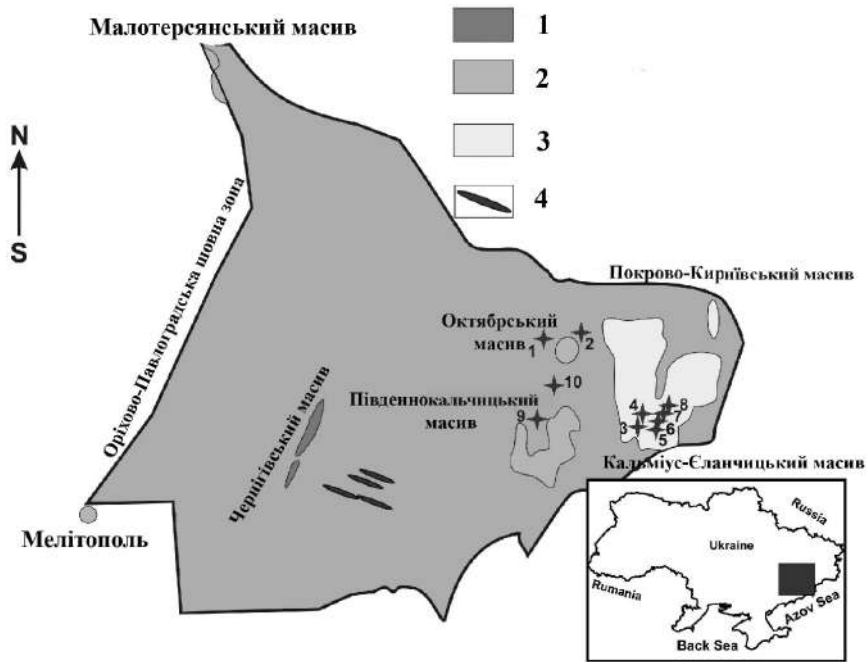 Малотерсянський масив
1
2
3
4
N
S
Оріхово-Павлоградська шовна зона
Покрово-Киріївський масив
Октябрський
масив
1
2
10
Південнокальчицький
масив
9
4
8
7
3
6
5
Чернігівський масив
Кальміус-Єланчицький масив
Мелітополь
Russia
Ukraine
Rumania
Azov Sea
Back Sea